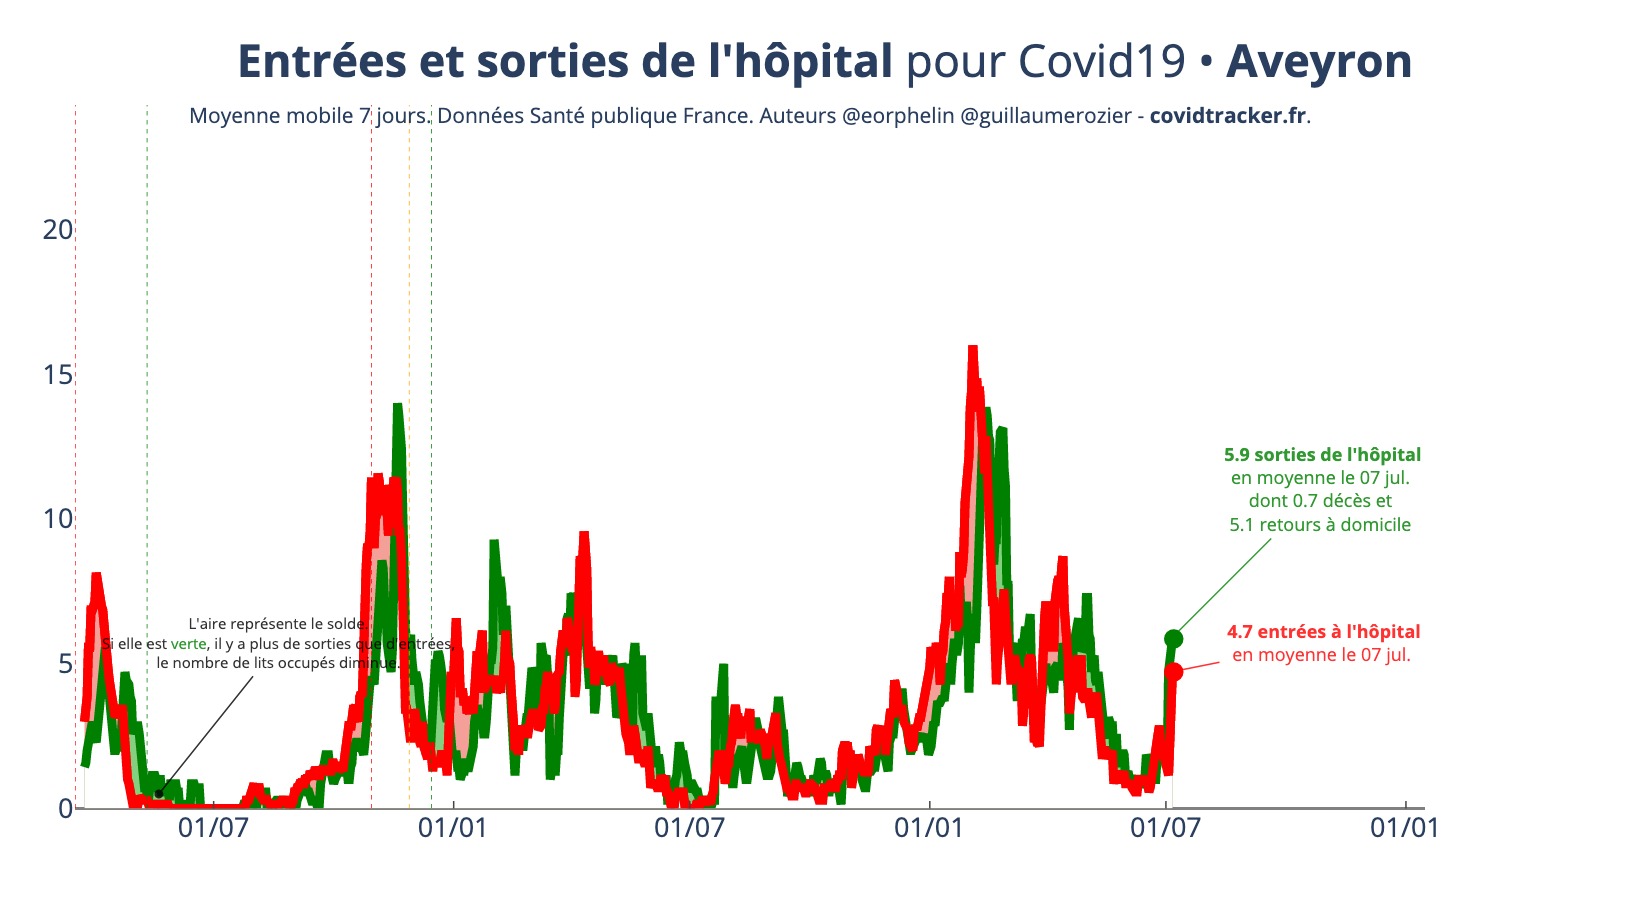 Entrées et sorties de l'hôpital pour Covid19 • Aveyron
Moyenne mobile 7 jours. Données Santé publique France. Auteurs @eorphelin @guillaumerozier - covidtracker.fr.
20
15
10
5
0
L'aire représente le solde.
Si elle est verte, il y a plus de sorties que d'entrées,
le nombre de lits occupés diminue.
5.9 sorties de l'hôpital
en moyenne le 07 jul.
dont 0.7 décès et
5.1 retours à domicile
4.7 entrées à l'hôpital
en moyenne le 07 jul.
01/07 01/01 01/07 01/01 01/07 01/01